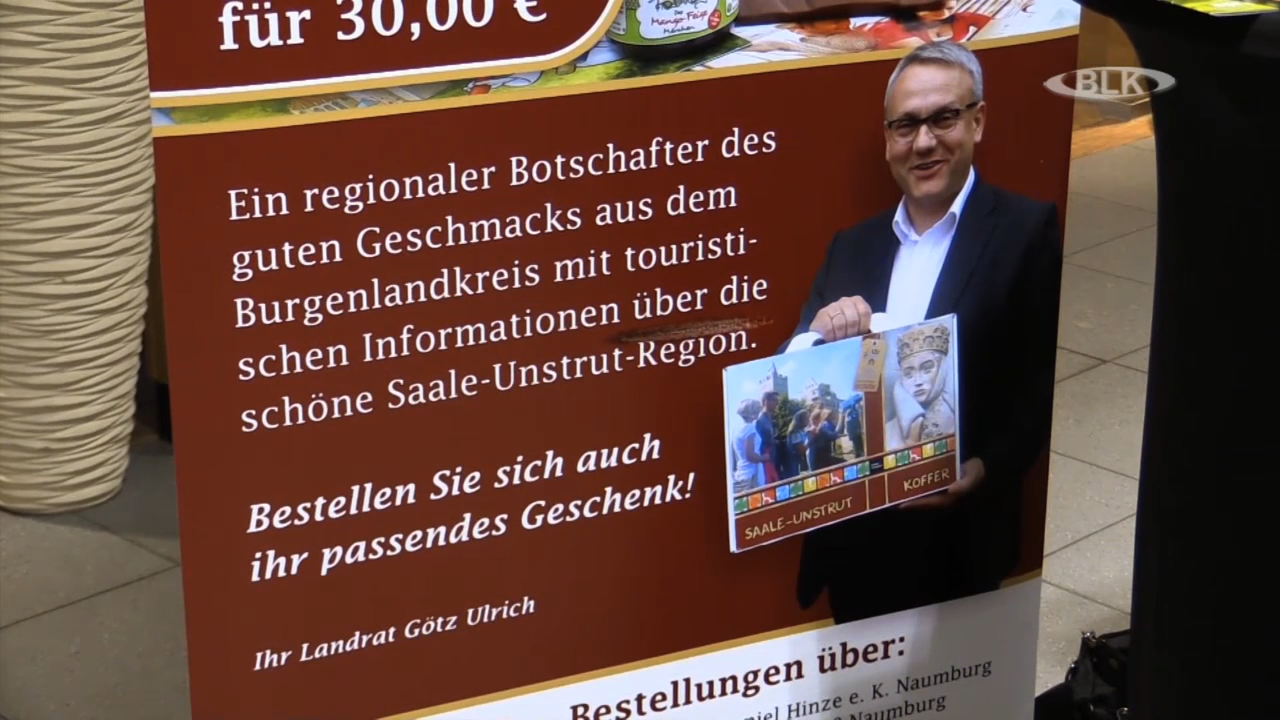 für 30,00 €
Mango-Feige
BLK
Ein regionaler Botschafter des
guten Geschmacks aus dem
Burgenlandkreis mit touristi-
schen Informationen über die
schöne Saale-Unstrut-Region.
SAALE-UNSTRUT KOFFER
Bestellen Sie sich auch
ihr passendes Geschenk!
Ihr Landrat Götz Ulrich
Bestellungen über:
Hinze e. K. Naumburg
Naumburg